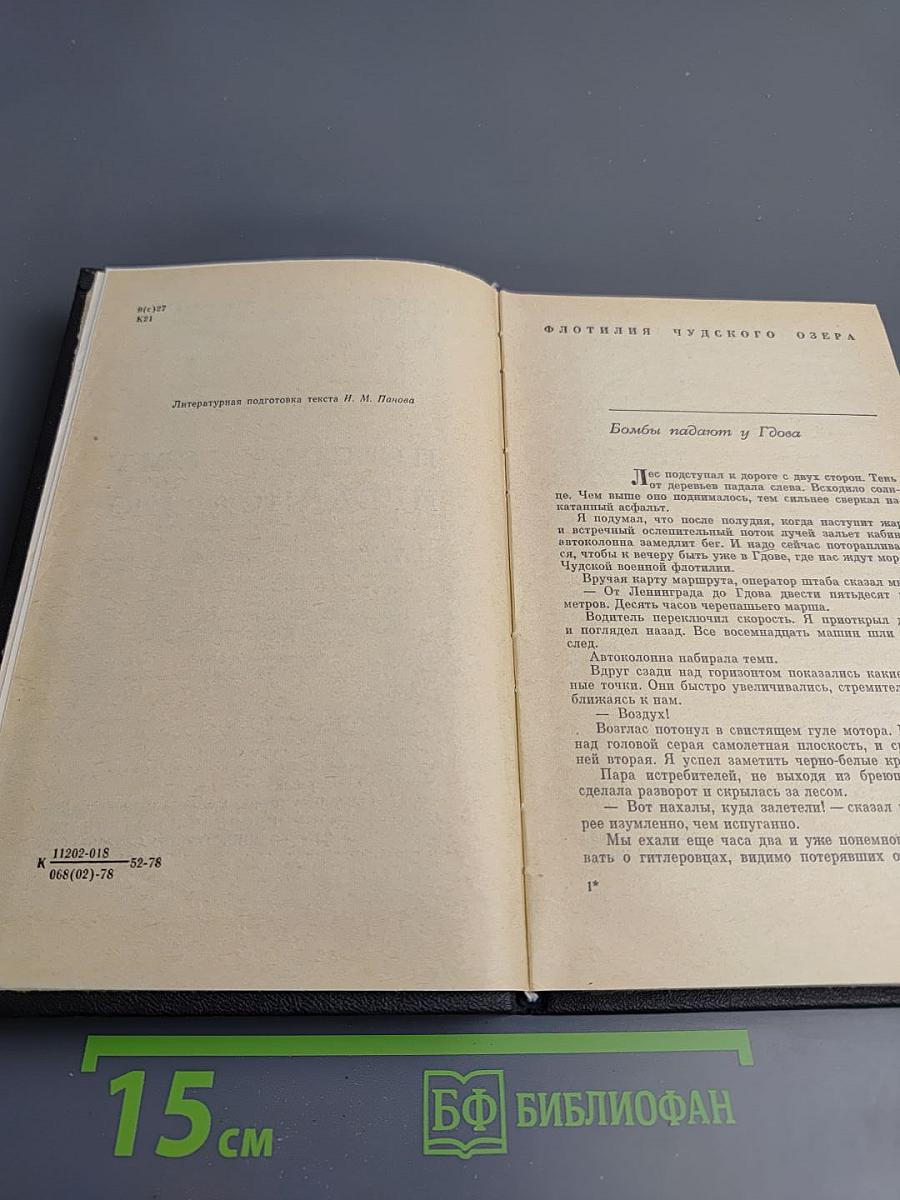 9(с)27
К21
Литературная подготовка текста И. М. Панова
К 11202-018 52-78
068(02)-78
ФЛОТИЛИЯ ЧУДСКОГО ОЗЕРА
Бомбы падают у Гдова
Лес подступал к дороге с двух сторон. Тень
от деревьев падала слева. Всходило солн-
це. Чем выше оно поднималось, тем сильнее сверкал на-
катанный асфальт.
Я подумал, что после полудня, когда наступит жар
и встречный ослепительный поток лучей зальет кабин
автоколонна замедлит бег. И надо сейчас поторапливa
ся, чтобы к вечеру быть уже в Гдове, где нас ждут мор
Чудской военной флотилии.
Вручая карту маршрута, оператор штаба сказал м
— От Ленинграда до Гдова двести пятьдесят
метров. Десять часов черепашьего марша.
Водитель переключил скорость. Я приоткрыл
и поглядел назад. Все восемнадцать машин шли
след.
Автоколонна набирала темп.
Вдруг сзади над горизонтом показались какие
ные точки. Они быстро увеличивались, стремител
ближаясь к нам.
— Воздух!
Возглас потонул в свистящем гуле мотора.
над головой серая самолетная плоскость, и с
ней вторая. Я успел заметить черно-белые кр
Пара истребителей, не выходя из бреющ
сделала разворот и скрылась за лесом.
— Вот нахалы, куда залетели! — сказал
рее изумленно, чем испуганно.
Мы ехали еще часа два и уже понемног
вать о гитлеровцах, видимо потерявших о
1*
15 см
БФ БИБЛИОФАН